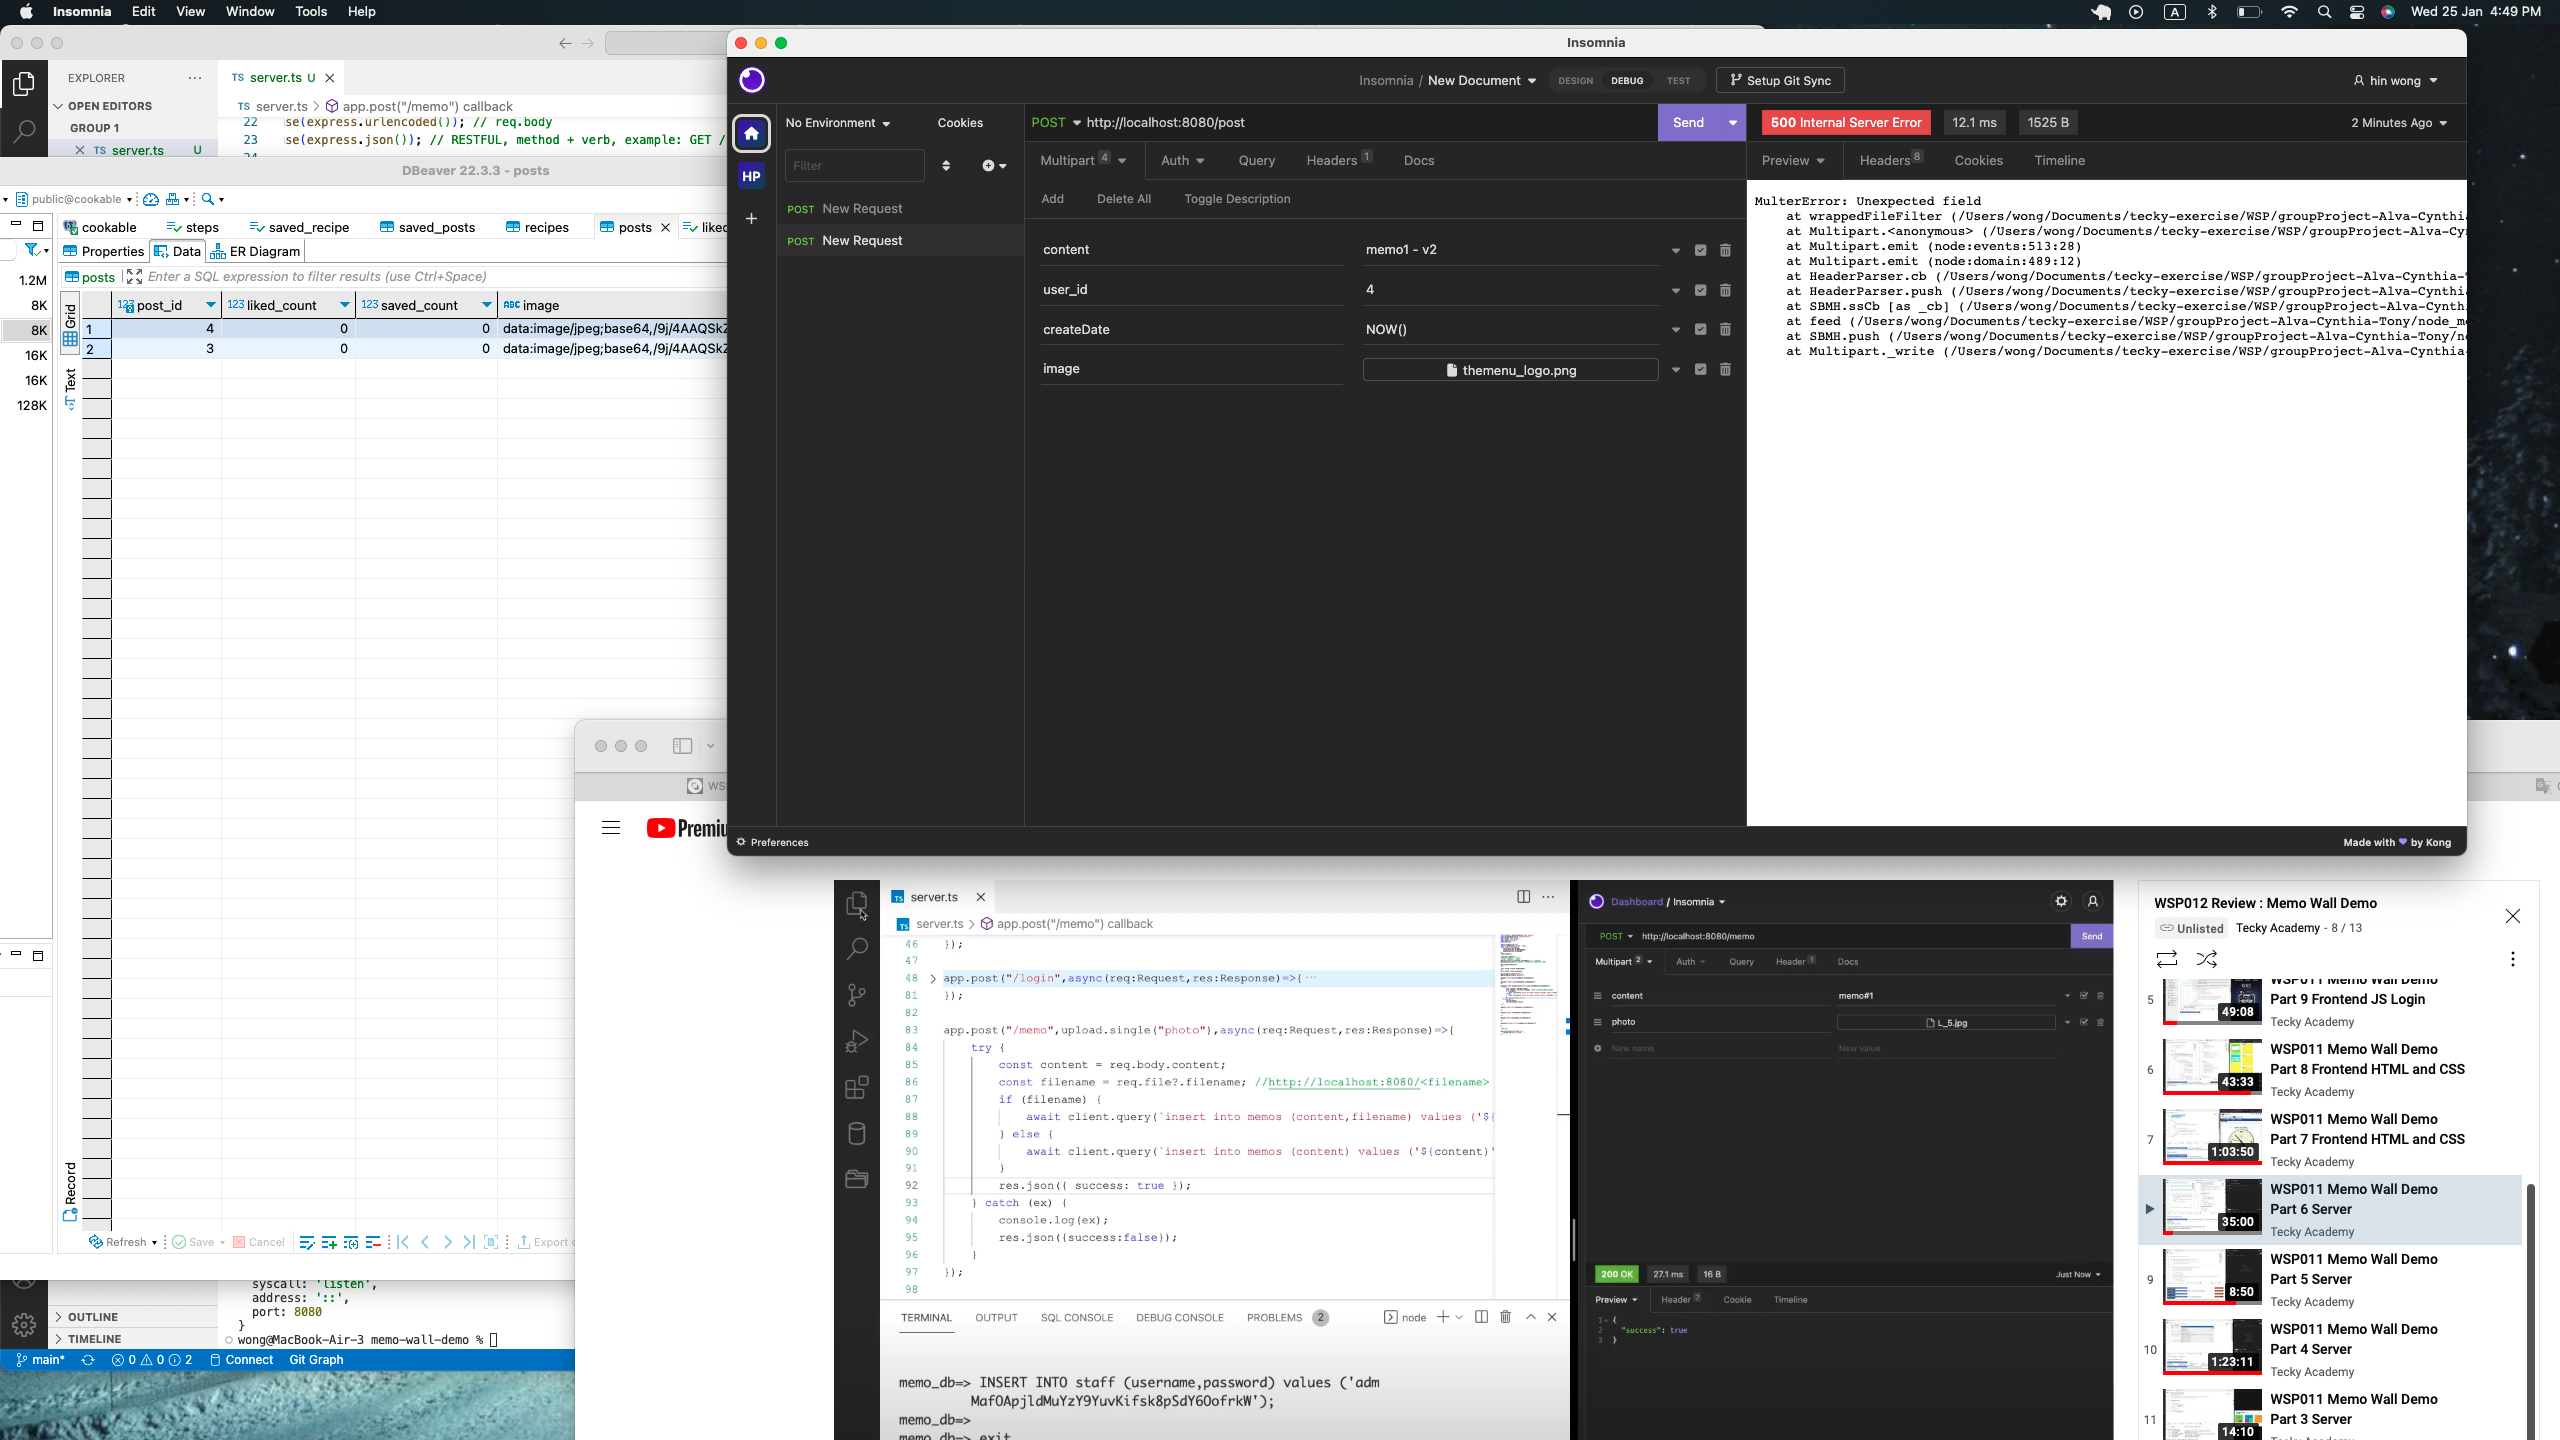 Insomnia Edit View Window Tools Help
Wed 25 Jan 4:49 PM
EXPLORER
OPEN EDITORS
GROUP 1
TS server.ts U
TS server.ts U
TS server.ts > app.post("/memo") callback
22 se(express.urlencoded()); // req.body
23 se(express.json()); // RESTFUL, method + verb, example: GET /
DBeaver 22.3.3 - posts
public@cookable
cookable steps saved_recipe saved_posts recipes posts
Properties Data ER Diagram
posts Enter a SQL expression to filter results (use Ctrl+Space)
1.2M
8K
8K
16K
16K
128K
Grid
Text
Record
123 post_id 123 liked_count 123 saved_count ABC image
1 4 0 0 data:image/jpeg;base64,/9j/4AAQSkZ
2 3 0 0 data:image/jpeg;base64,/9j/4AAQSkZ
Refresh Save Cancel Export
syscall: 'listen',
address: '::',
port: 8080
}
wong@MacBook-Air-3 memo-wall-demo %
OUTLINE
TIMELINE
main* 0 0 2 Connect Git Graph
Insomnia
Insomnia / New Document DESIGN DEBUG TEST Setup Git Sync
hin wong
HP
No Environment Cookies
Filter
POST New Request
POST New Request
POST http://localhost:8080/post Send
Multipart 4 Auth Query Headers 1 Docs
Add Delete All Toggle Description
content memo1 - v2
user_id 4
createDate NOW()
image themenu_logo.png
500 Internal Server Error 12.1 ms 1525 B 2 Minutes Ago
Preview Headers 8 Cookies Timeline
MulterError: Unexpected field
at wrappedFileFilter (/Users/wong/Documents/tecky-exercise/WSP/groupProject-Alva-Cynthia
at Multipart.<anonymous> (/Users/wong/Documents/tecky-exercise/WSP/groupProject-Alva-Cy
at Multipart.emit (node:events:513:28)
at Multipart.emit (node:domain:489:12)
at HeaderParser.cb (/Users/wong/Documents/tecky-exercise/WSP/groupProject-Alva-Cynthia-
at HeaderParser.push (/Users/wong/Documents/tecky-exercise/WSP/groupProject-Alva-Cynthi
at SBMH.ssCb [as _cb] (/Users/wong/Documents/tecky-exercise/WSP/groupProject-Alva-Cynth
at feed (/Users/wong/Documents/tecky-exercise/WSP/groupProject-Alva-Cynthia-Tony/node_m
at SBMH.push (/Users/wong/Documents/tecky-exercise/WSP/groupProject-Alva-Cynthia-Tony/n
at Multipart._write (/Users/wong/Documents/tecky-exercise/WSP/groupProject-Alva-Cynthia
Preferences
Made with by Kong
WS
Premiu
TS server.ts
TS server.ts > app.post("/memo") callback
46 });
47
48 app.post("/login",async(req:Request,res:Response)=>{ ···
81 });
82
83 app.post("/memo",upload.single("photo"),async(req:Request,res:Response)=>{
84 try {
85 const content = req.body.content;
86 const filename = req.file?.filename; //http://localhost:8080/<filename>
87 if (filename) {
88 await client.query(`insert into memos (content,filename) values ('${
89 } else {
90 await client.query(`insert into memos (content) values ('${content}'
91 }
92 res.json({ success: true });
93 } catch (ex) {
94 console.log(ex);
95 res.json({success:false});
96 }
97 });
98
TERMINAL OUTPUT SQL CONSOLE DEBUG CONSOLE PROBLEMS 2 node
memo_db=> INSERT INTO staff (username,password) values ('adm
MafOApjldMuYzY9YuvKifsk8pSdY6OofrkW');
memo_db=>
memo_db=> exit
Dashboard / Insomnia
POST http://localhost:8080/memo Send
Multipart 2 Auth Query Header 1 Docs
content memo#1
photo L_5.jpg
New name New value
200 OK 27.1 ms 16 B Just Now
Preview Header 7 Cookie Timeline
1 {
2 "success": true
3 }
WSP012 Review : Memo Wall Demo
Unlisted Tecky Academy - 8 / 13
5 49:08 WSP011 Memo Wall Demo
Part 9 Frontend JS Login
Tecky Academy
6 43:33 WSP011 Memo Wall Demo
Part 8 Frontend HTML and CSS
Tecky Academy
7 1:03:50 WSP011 Memo Wall Demo
Part 7 Frontend HTML and CSS
Tecky Academy
35:00 WSP011 Memo Wall Demo
Part 6 Server
Tecky Academy
9 8:50 WSP011 Memo Wall Demo
Part 5 Server
Tecky Academy
10 1:23:11 WSP011 Memo Wall Demo
Part 4 Server
Tecky Academy
11 14:10 WSP011 Memo Wall Demo
Part 3 Server